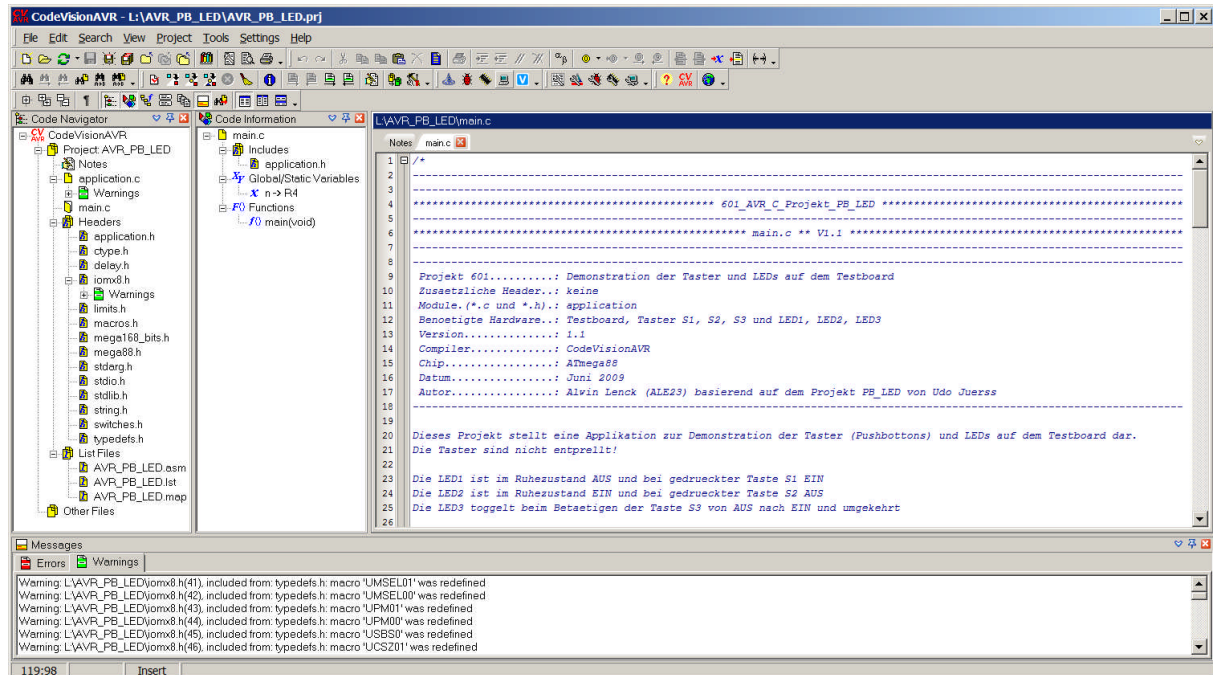 CodeVisionAVR - L:\AVR_PB_LED\AVR_PB_LED.prj
File Edit Search View Project Tools Settings Help
Code Navigator
CodeVisionAVR
Project: AVR_PB_LED
Notes
application.c
Warnings
main.c
Headers
application.h
ctype.h
delay.h
iomx8.h
Warnings
limits.h
macros.h
mega168_bits.h
mega88.h
stdarg.h
stdio.h
stdlib.h
string.h
switches.h
typedefs.h
List Files
AVR_PB_LED.asm
AVR_PB_LED.lst
AVR_PB_LED.map
Other Files
Code Information
main.c
Includes
application.h
Global/Static Variables
n -> R4
Functions
main(void)
L:\AVR_PB_LED\main.c
Notes main.c
1 /*
2
3
4 601_AVR_C_Projekt_PB_LED
5
6 main.c ** V1.1
7
8
9 Projekt 601..........: Demonstration der Taster und LEDs auf dem Testboard
10 Zusaetzliche Header..: keine
11 Module.(*.c und *.h).: application
12 Benoetigte Hardware..: Testboard, Taster S1, S2, S3 und LED1, LED2, LED3
13 Version..............: 1.1
14 Compiler.............: CodeVisionAVR
15 Chip.................: ATmega88
16 Datum................: Juni 2009
17 Autor................: Alwin Lenck (ALE23) basierend auf dem Projekt PB_LED von Udo Juerss
18
19
20 Dieses Projekt stellt eine Applikation zur Demonstration der Taster (Pushbottons) und LEDs auf dem Testboard dar.
21 Die Taster sind nicht entprellt!
22
23 Die LED1 ist im Ruhezustand AUS und bei gedrueckter Taste S1 EIN
24 Die LED2 ist im Ruhezustand EIN und bei gedrueckter Taste S2 AUS
25 Die LED3 toggelt beim Betaetigen der Taste S3 von AUS nach EIN und umgekehrt
26
Messages
Errors Warnings
Warning: L:\AVR_PB_LED\iomx8.h(41), included from: typedefs.h: macro 'UMSEL01' was redefined
Warning: L:\AVR_PB_LED\iomx8.h(42), included from: typedefs.h: macro 'UMSEL00' was redefined
Warning: L:\AVR_PB_LED\iomx8.h(43), included from: typedefs.h: macro 'UPM01' was redefined
Warning: L:\AVR_PB_LED\iomx8.h(44), included from: typedefs.h: macro 'UPM00' was redefined
Warning: L:\AVR_PB_LED\iomx8.h(45), included from: typedefs.h: macro 'USBS0' was redefined
Warning: L:\AVR_PB_LED\iomx8.h(46), included from: typedefs.h: macro 'UCSZ01' was redefined
119:98 Insert